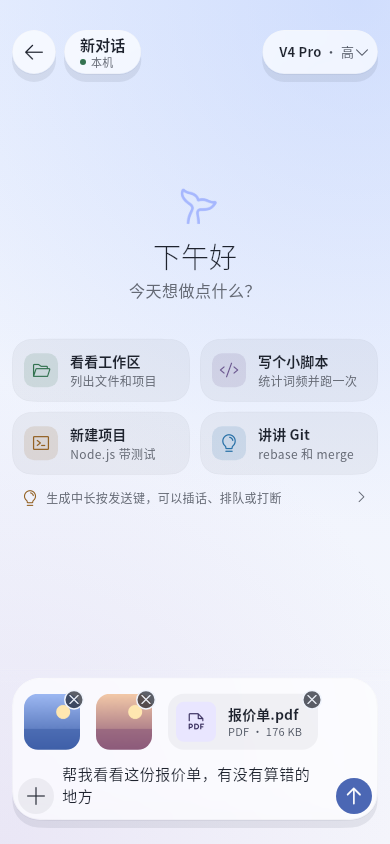 新对话
本机
V4 Pro · 高
下午好
今天想做点什么?
看看工作区
列出文件和项目
写个小脚本
统计词频并跑一次
新建项目
Node.js 带测试
讲讲 Git
rebase 和 merge
生成中长按发送键，可以插话、排队或打断
PDF
报价单.pdf
PDF · 176 KB
帮我看看这份报价单，有没有算错的
地方